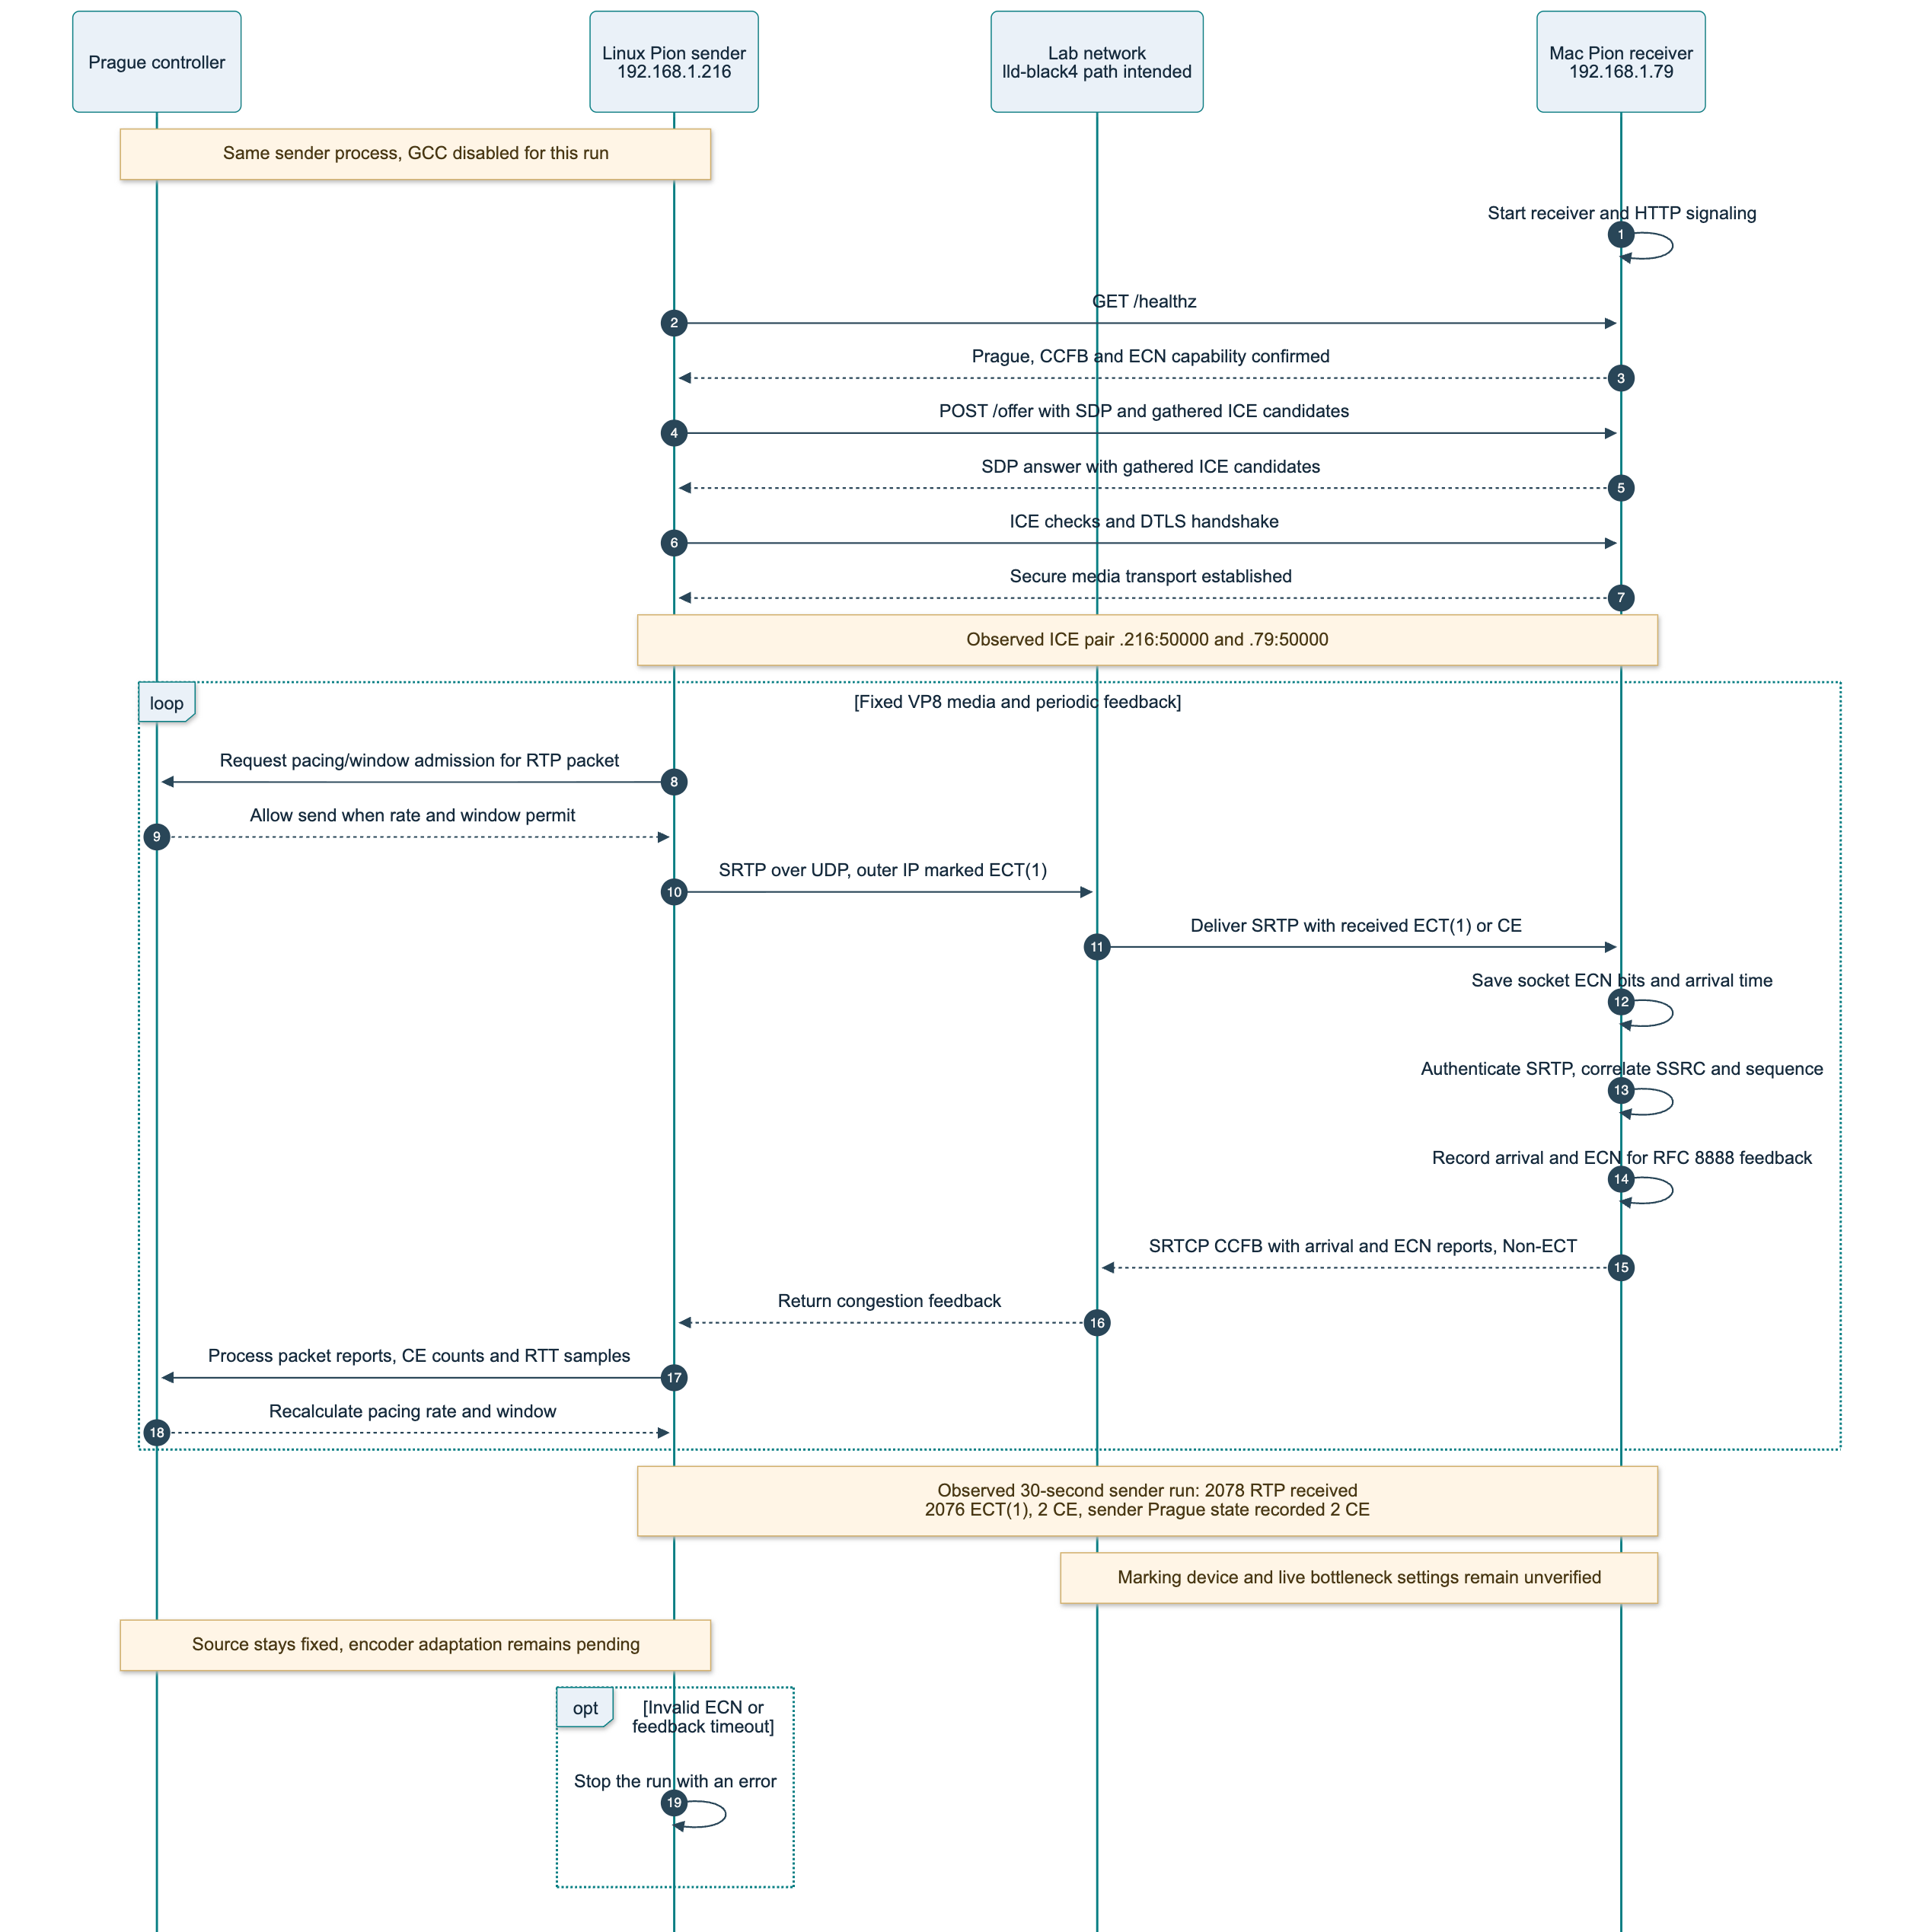 Prague controller
Linux Pion sender
192.168.1.216
Lab network
lld-black4 path intended
Mac Pion receiver
192.168.1.79
Same sender process, GCC disabled for this run
Start receiver and HTTP signaling
1
GET /healthz
2
Prague, CCFB and ECN capability confirmed
3
POST /offer with SDP and gathered ICE candidates
4
SDP answer with gathered ICE candidates
5
ICE checks and DTLS handshake
6
Secure media transport established
7
Observed ICE pair .216:50000 and .79:50000
loop
[Fixed VP8 media and periodic feedback]
Request pacing/window admission for RTP packet
8
Allow send when rate and window permit
9
SRTP over UDP, outer IP marked ECT(1)
10
Deliver SRTP with received ECT(1) or CE
11
Save socket ECN bits and arrival time
12
Authenticate SRTP, correlate SSRC and sequence
13
Record arrival and ECN for RFC 8888 feedback
14
SRTCP CCFB with arrival and ECN reports, Non-ECT
15
Return congestion feedback
16
Process packet reports, CE counts and RTT samples
17
Recalculate pacing rate and window
18
Observed 30-second sender run: 2078 RTP received
2076 ECT(1), 2 CE, sender Prague state recorded 2 CE
Marking device and live bottleneck settings remain unverified
Source stays fixed, encoder adaptation remains pending
opt
[Invalid ECN or
feedback timeout]
Stop the run with an error
19